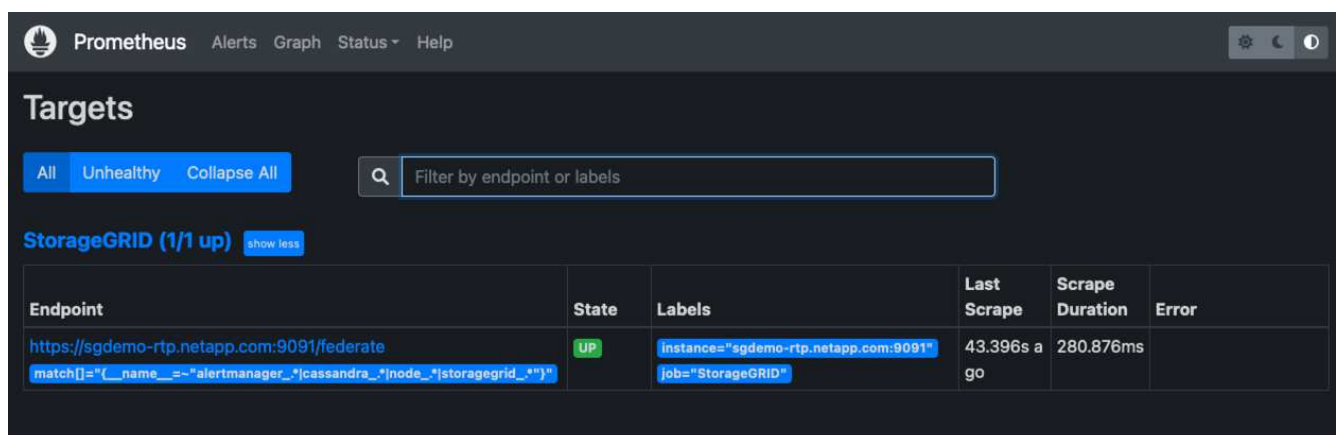 Prometheus Alerts Graph Status Help
Targets
All Unhealthy Collapse All Filter by endpoint or labels
StorageGRID (1/1 up) show less
Endpoint State Labels Last Scrape Scrape Duration Error
https://sgdemo-rtp.netapp.com:9091/federate UP instance="sgdemo-rtp.netapp.com:9091" 43.396s a 280.876ms
match[]="{__name__=~"alertmanager_.*|cassandra_.*|node_.*|storagegrid_.*"}" job="StorageGRID" go